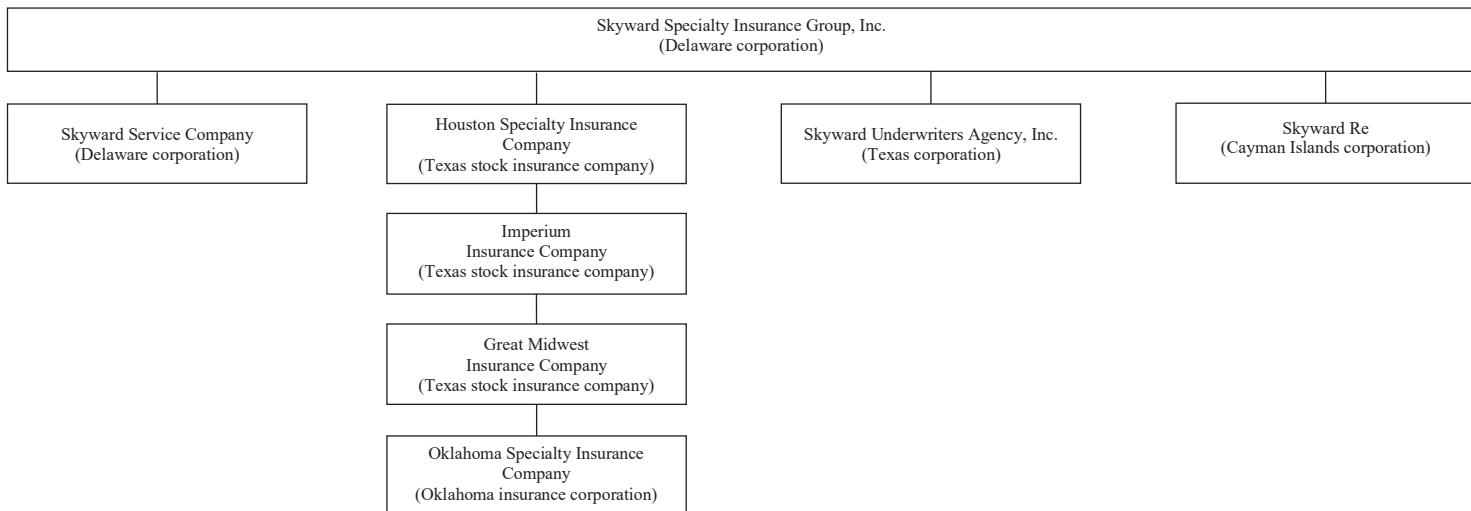 Skyward Specialty Insurance Group, Inc.
(Delaware corporation)
Skyward Service Company
(Delaware corporation)
Houston Specialty Insurance
Company
(Texas stock insurance company)
Skyward Underwriters Agency, Inc.
(Texas corporation)
Skyward Re
(Cayman Islands corporation)
Imperium
Insurance Company
(Texas stock insurance company)
Great Midwest
Insurance Company
(Texas stock insurance company)
Oklahoma Specialty Insurance
Company
(Oklahoma insurance corporation)